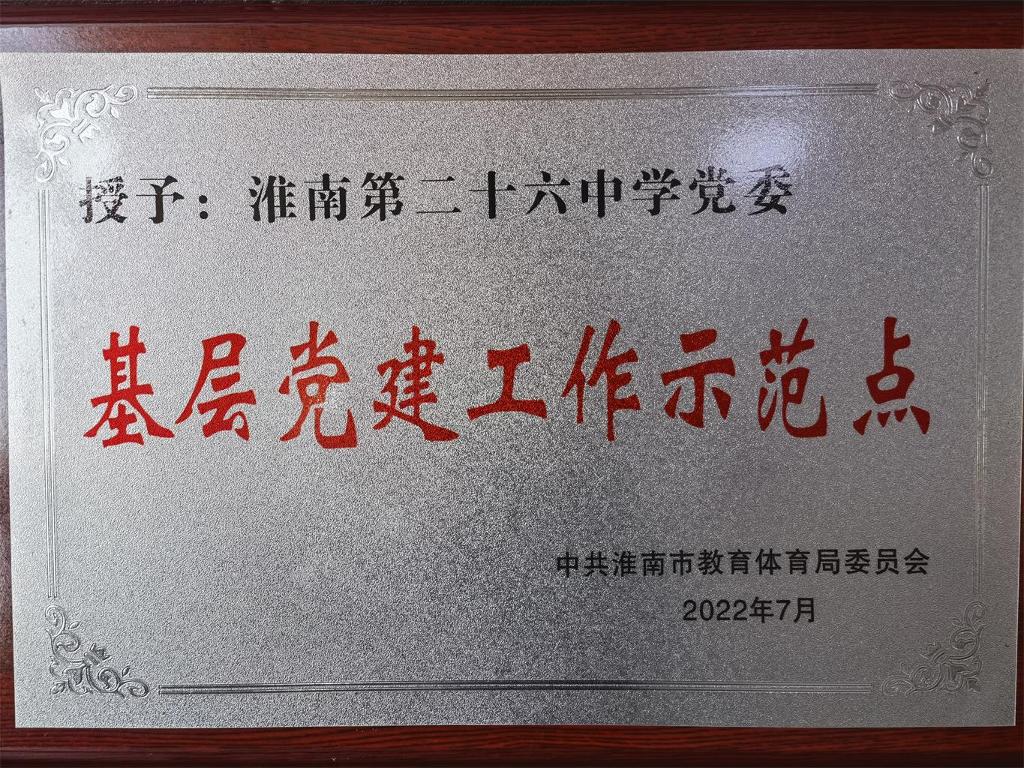 授予：淮南第二十六中学党委
基层党建工作示范点
中共淮南市教育体育局委员会
2022年7月